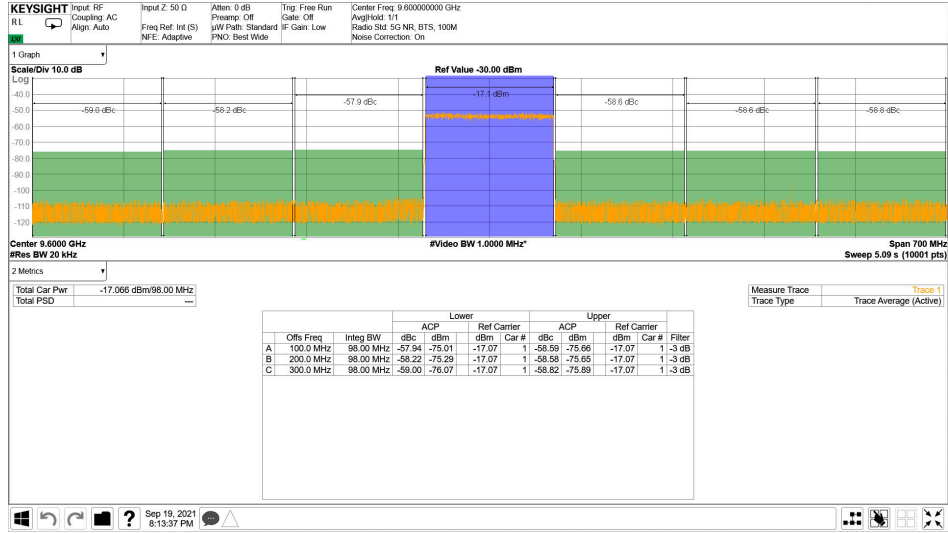 KEYSIGHT Input: RF Input Z: 50 Ω Atten: 0 dB Trig: Free Run Center Freq: 9.600000000 GHz
RL Coupling: AC Preamp: Off Gate: Off Avg|Hold: 1/1
Align: Auto Freq Ref: Int (S) µW Path: Standard IF Gain: Low Radio Std: 5G NR, BTS, 100M
NFE: Adaptive PNO: Best Wide Noise Correction: On
1 Graph
Scale/Div 10.0 dB Ref Value -30.00 dBm
Log
-40.0
-50.0
-60.0
-70.0
-80.0
-90.0
-100
-110
-120
-59.0 dBc -58.2 dBc -57.9 dBc -17.1 dBm -58.6 dBc -58.6 dBc -58.8 dBc
Center 9.6000 GHz #Video BW 1.0000 MHz* Span 700 MHz
#Res BW 20 kHz Sweep 5.09 s (10001 pts)
2 Metrics
Total Car Pwr -17.066 dBm/98.00 MHz Measure Trace Trace 1
Total PSD --- Trace Type Trace Average (Active)
Lower Upper
ACP Ref Carrier ACP Ref Carrier
Offs Freq Integ BW dBc dBm dBm Car # dBc dBm dBm Car # Filter
A 100.0 MHz 98.00 MHz -57.94 -75.01 -17.07 1 -58.59 -75.66 -17.07 1 -3 dB
B 200.0 MHz 98.00 MHz -58.22 -75.29 -17.07 1 -58.58 -75.65 -17.07 1 -3 dB
C 300.0 MHz 98.00 MHz -59.00 -76.07 -17.07 1 -58.82 -75.89 -17.07 1 -3 dB
? Sep 19, 2021
8:13:37 PM